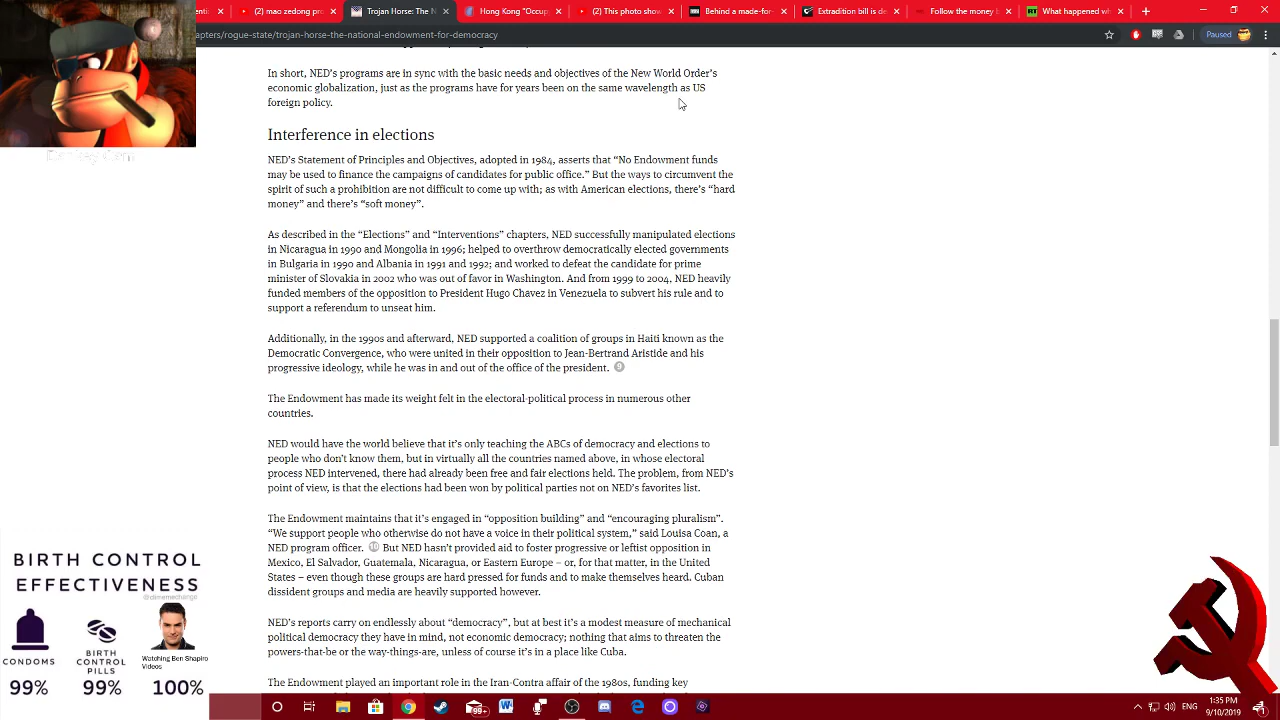 (2) mao zedong pro
Trojan Horse: The N
Hong Kong "Occup
(2) This photo show
Behind a made-for-
Extradition bill is de
Follow the money b
RT
What happened wh
apters/rogue-state/trojan-horse-the-national-endowment-for-democracy
Paused
In short, NED's programs are in sync with the basic needs and objectives of the New World Order's
economic globalization, just as the programs have for years been on the same wavelength as US
foreign policy.
Interference in elections
NED's Statement of Principles and Objectives, adopted in 1984, asserts that "No Endowment funds
may be used to finance the campaigns of candidates for public office." But the ways to circumvent the
spirit of such a prohibition are not difficult to come up with; as with American elections, there's "hard
money" and there's "soft money".
As described in the "Elections" and "Interventions" chapters, NED successfully manipulated elections
in Nicaragua in 1990 and Mongolia in 1996; helped to overthrow democratically elected governments
in Bulgaria in 1990 and Albania in 1991 and 1992; and worked to defeat the candidate for prime
minister of Slovakia in 2002 who was out of favor in Washington. And from 1999 to 2004, NED heavily
funded members of the opposition to President Hugo Chavez in Venezuela to subvert his rule and to
support a referendum to unseat him.
Additionally, in the 1990s and afterward, NED supported a coalition of groups in Haiti known as the
Democratic Convergence, who were united in their opposition to Jean-Bertrand Aristide and his
progressive ideology, while he was in and out of the office of the president. 9
The Endowment has made its weight felt in the electoral-political process in numerous other
countries.
NED would have the world believe that it's only teaching the ABCs of democracy and elections to
people who don't know them, but in virtually all the countries named above, in whose electoral
process NED intervened, there had already been free and fair elections held. The problem, from NED's
point of view, is that the elections had been won by political parties not on NED's favorites list.
The Endowment maintains that it's engaged in "opposition building" and "encouraging pluralism".
"We support people who otherwise do not have a voice in their political system," said Louisa Coan, a
NED program officer. 10 But NED hasn't provided aid to foster progressive or leftist opposition in
Mexico, El Salvador, Guatemala, Nicaragua, or Eastern Europe – or, for that matter, in the United
States – even though these groups are hard pressed for funds and to make themselves heard. Cuban
dissident groups and media are heavily supported however.
NED's reports carry on endlessly about "democracy", but at best it's a modest measure of mechanical
political democracy they have in mind, not economic democracy; nothing that aims to threaten the
powers-that-be or the way-things-are, unless of course it's in a place like Cuba.
The Endowment played an important role in the Iran-Contra affair of the 1980s, funding key
BIRTH CONTROL
EFFECTIVENESS
@dimemechange
CONDOMS
99%
BIRTH
CONTROL
PILLS
99%
Watching Ben Shapiro
Videos
100%
99+
ENG
1:35 PM
9/10/2019
1